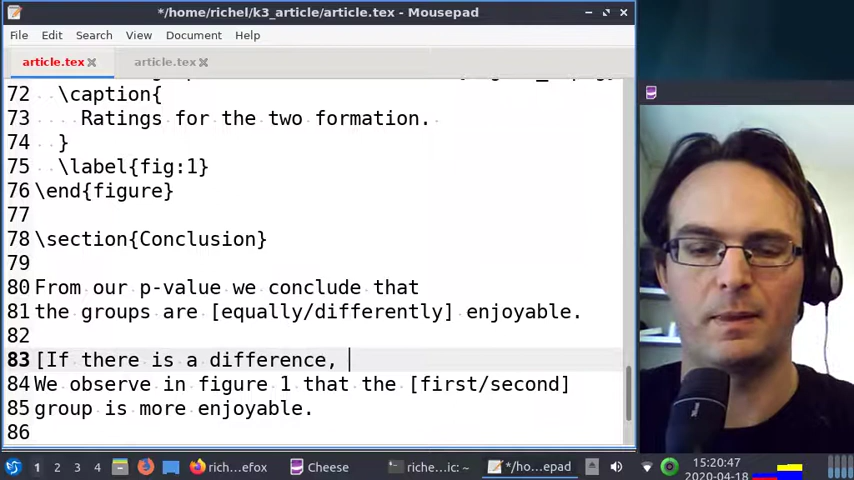 */home/richel/k3_article/article.tex - Mousepad
File Edit Search View Document Help
article.tex article.tex
72 \caption{
73 Ratings for the two formation.
74 }
75 \label{fig:1}
76 \end{figure}
77
78 \section{Conclusion}
79
80 From our p-value we conclude that
81 the groups are [equally/differently] enjoyable.
82
83 [If there is a difference,
84 We observe in figure 1 that the [first/second]
85 group is more enjoyable.
86
1 2 3 4 rich...efox Cheese riche...ic: ~ */ho...epad 15:20:47
2020-04-18